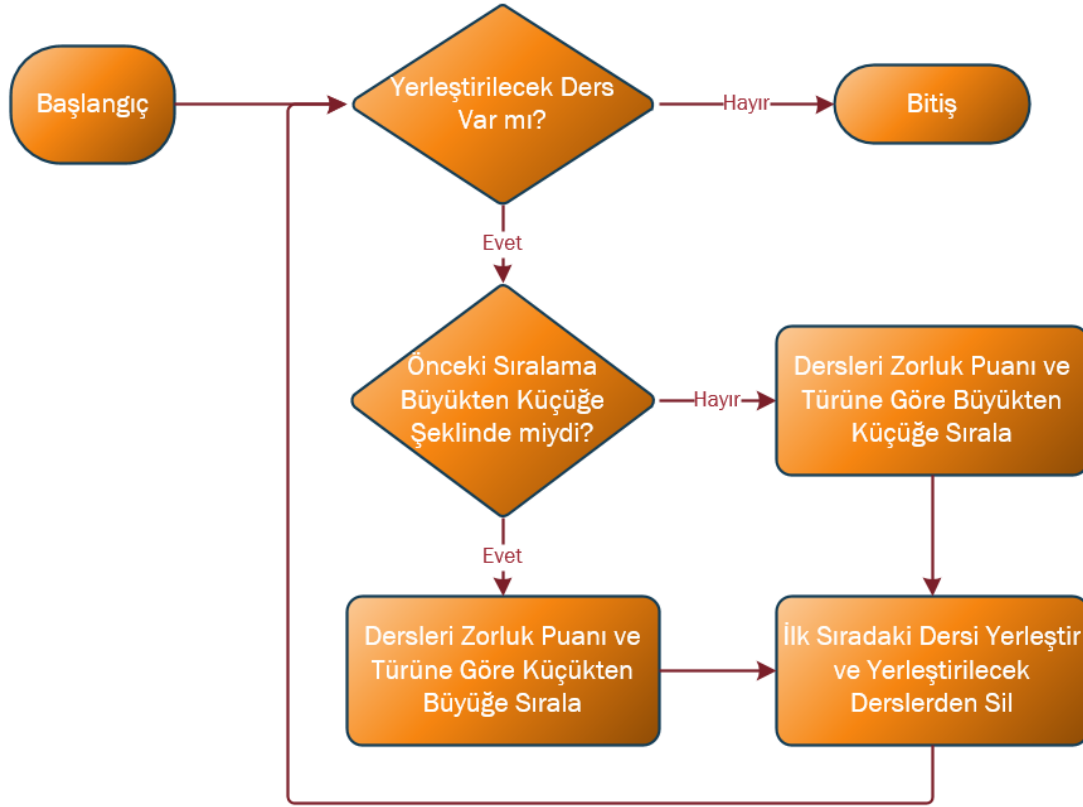 Başlangıç
Yerleştirilecek Ders
Var mı?
Hayır
Bitiş
Evet
Önceki Sıralama
Büyükten Küçüğe
Şeklinde miydi?
Hayır
Dersleri Zorluk Puanı ve
Türüne Göre Büyükten
Küçüğe Sırala
Evet
Dersleri Zorluk Puanı ve
Türüne Göre Küçükten
Büyüğe Sırala
İlk Sıradaki Dersi Yerleştir
ve Yerleştirilecek
Derslerden Sil